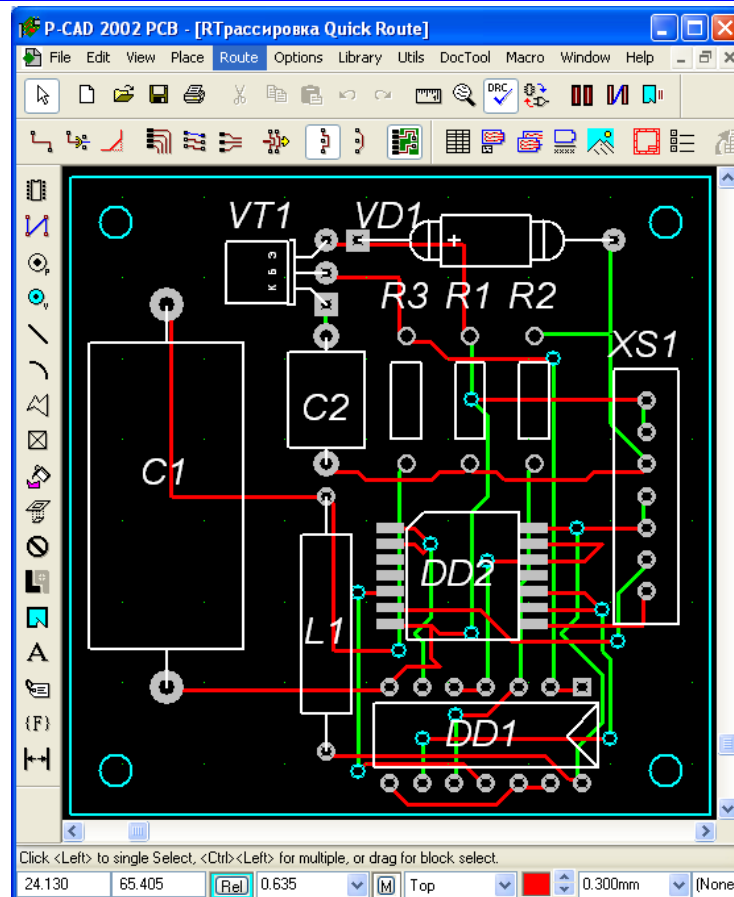 P-CAD 2002 PCB - [RTрассировка Quick Route]
File Edit View Place Route Options Library Utils DocTool Macro Window Help
DRC
VT1 VD1
К Б Э
R3 R1 R2
XS1
C2
C1
DD2
L1
DD1
A
{F}
Click <Left> to single Select, <Ctrl><Left> for multiple, or drag for block select.
24.130 65.405 Rel 0.635 M Top 0.300mm (None